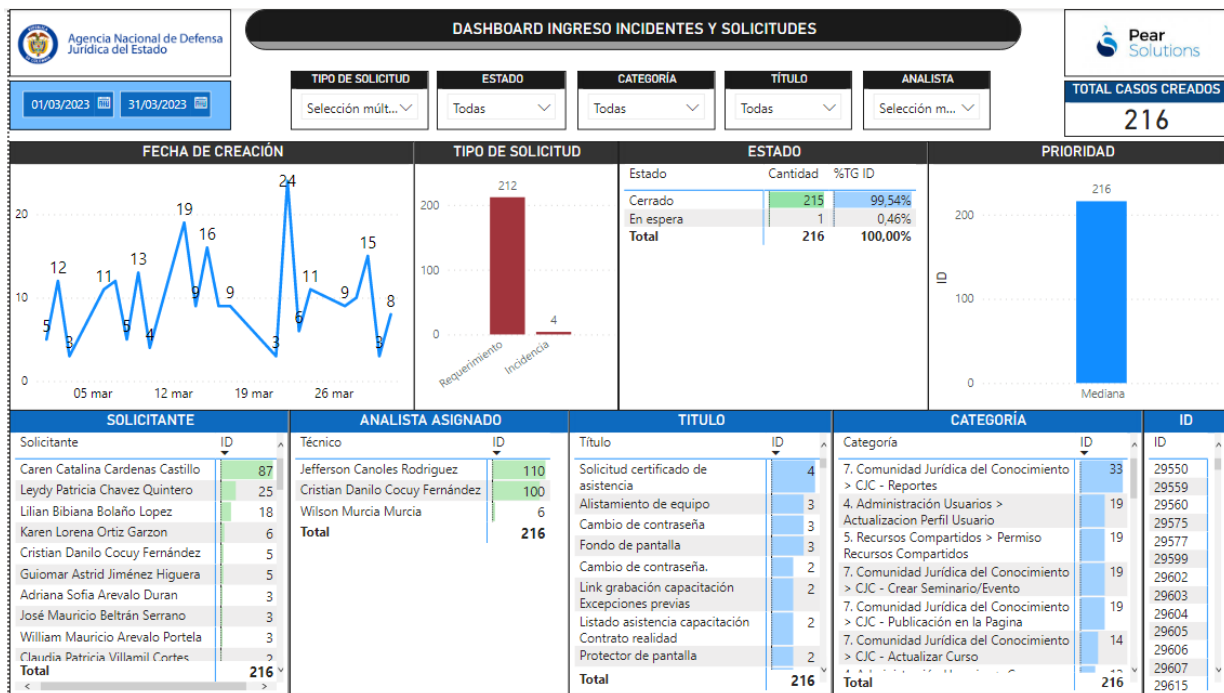 Agencia Nacional de Defensa
Jurídica del Estado
DASHBOARD INGRESO INCIDENTES Y SOLICITUDES
Pear
Solutions
01/03/2023
31/03/2023
TIPO DE SOLICITUD
Selección múlt...
ESTADO
Todas
CATEGORÍA
Todas
TÍTULO
Todas
ANALISTA
Selección m...
TOTAL CASOS CREADOS
216
FECHA DE CREACIÓN
20
10
0
5
12
3
11
5
13
4
19
9
16
9
3
24
6
11
9
15
3
8
05 mar
12 mar
19 mar
26 mar
TIPO DE SOLICITUD
200
100
0
212
4
Requerimiento
Incidencia
ESTADO
Estado Cantidad %TG ID
Cerrado 215 99,54%
En espera 1 0,46%
Total 216 100,00%
PRIORIDAD
ID
200
100
0
216
Mediana
SOLICITANTE
Solicitante ID
Caren Catalina Cardenas Castillo 87
Leydy Patricia Chavez Quintero 25
Lilian Bibiana Bolaño Lopez 18
Karen Lorena Ortiz Garzon 6
Cristian Danilo Cocuy Fernández 5
Guiomar Astrid Jiménez Higuera 5
Adriana Sofia Arevalo Duran 3
José Mauricio Beltrán Serrano 3
William Mauricio Arevalo Portela 3
Claudia Patricia Villamil Cortes 2
Total 216
ANALISTA ASIGNADO
Técnico ID
Jefferson Canoles Rodriguez 110
Cristian Danilo Cocuy Fernández 100
Wilson Murcia Murcia 6
Total 216
TITULO
Título ID
Solicitud certificado de 4
asistencia
Alistamiento de equipo 3
Cambio de contraseña 3
Fondo de pantalla 3
Cambio de contraseña. 2
Link grabación capacitación 2
Excepciones previas
Listado asistencia capacitación 2
Contrato realidad
Protector de pantalla 2
Total 216
CATEGORÍA
Categoría ID
7. Comunidad Jurídica del Conocimiento 33
> CJC - Reportes
4. Administración Usuarios > 19
Actualizacion Perfil Usuario
5. Recursos Compartidos > Permiso 19
Recursos Compartidos
7. Comunidad Jurídica del Conocimiento 19
> CJC - Crear Seminario/Evento
7. Comunidad Jurídica del Conocimiento 19
> CJC - Publicación en la Pagina
7. Comunidad Jurídica del Conocimiento 14
> CJC - Actualizar Curso
Total 216
ID
ID
29550
29559
29560
29575
29577
29599
29602
29603
29604
29605
29606
29607
29615